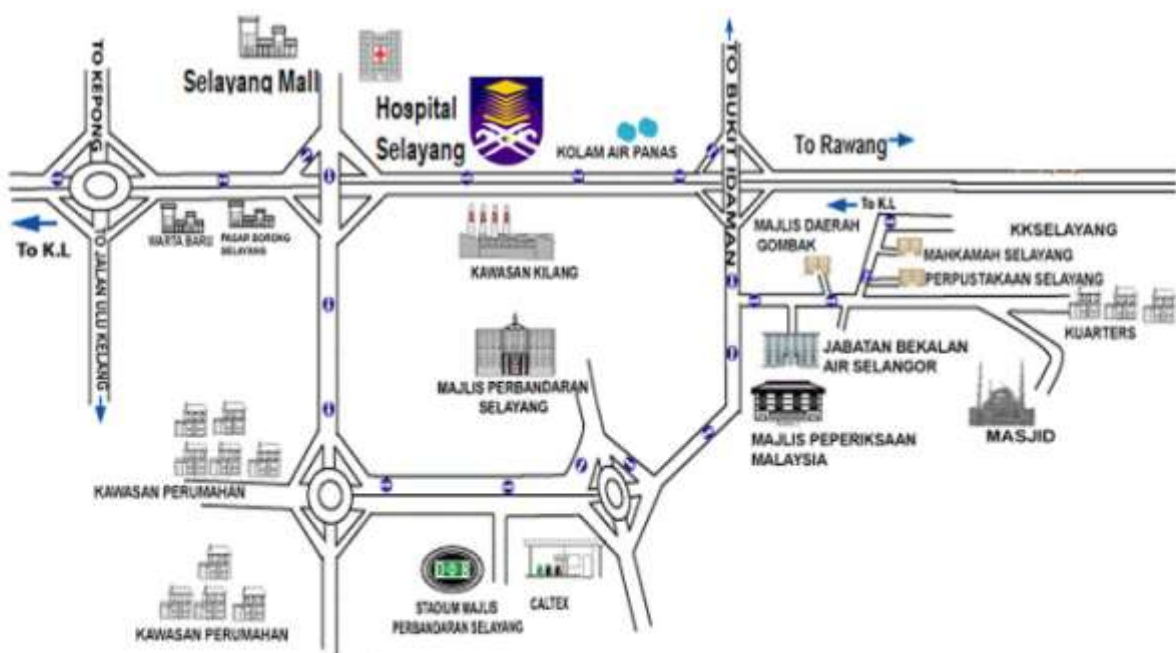 TO KEPONG
Selayang Mall
Hospital
Selayang
KOLAM AIR PANAS
TO BUKIT IDAMAN
To Rawang
To K.L
WARTA BARU
PASAR BORONG
SELAYANG
TO JALAN ULU KELANG
KAWASAN KILANG
MAJLIS DAERAH
GOMBAK
To K.L
KKSELAYANG
MAHKAMAH SELAYANG
PERPUSTAKAAN SELAYANG
KUARTERS
JABATAN BEKALAN
AIR SELANGOR
MAJLIS PERBANDARAN
SELAYANG
MASJID
MAJLIS PEPERIKSAAN
MALAYSIA
KAWASAN PERUMAHAN
STADIUM MAJLIS
PERBANDARAN SELAYANG
CALTEX
KAWASAN PERUMAHAN